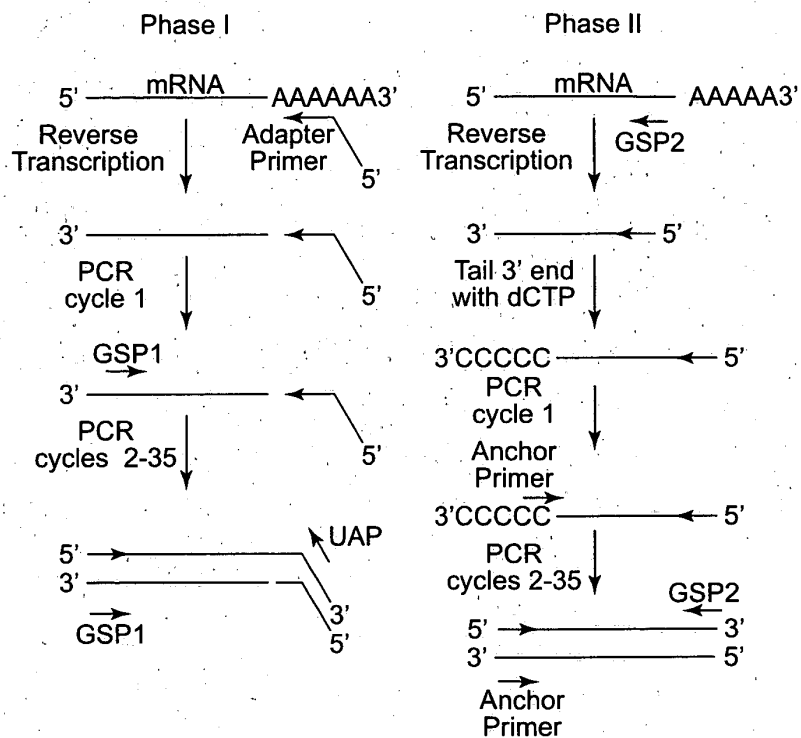 Phase I
5’ mRNA AAAAAA3’
Reverse
Transcription
Adapter
Primer
5’
3’
5’
PCR
cycle 1
GSP1
3’
5’
PCR
cycles 2-35
UAP
5’
3’
3’
5’
GSP1
Phase II
5’ mRNA AAAAA3’
Reverse
Transcription
GSP2
3’ 5’
Tail 3’ end
with dCTP
3’CCCCC 5’
PCR
cycle 1
Anchor
Primer
3’CCCCC 5’
PCR
cycles 2-35
GSP2
5’ 3’
3’ 5’
Anchor
Primer